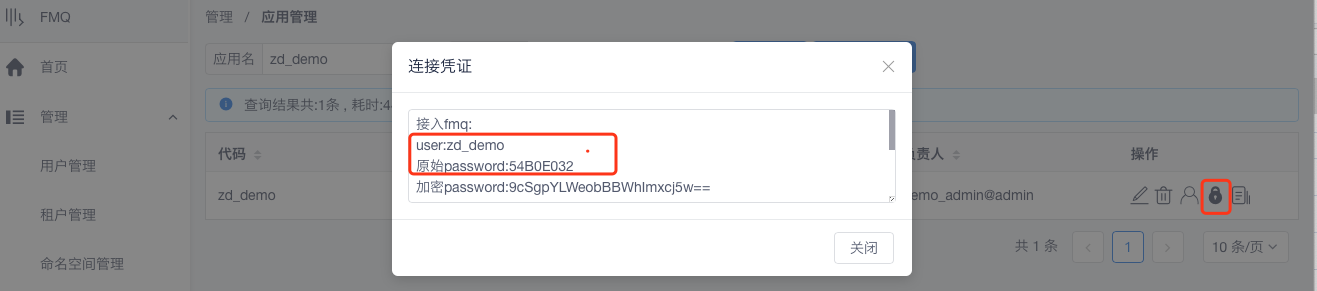 FMQ
管理 / 应用管理
应用名 zd_demo
首页
查询结果共:1条 , 耗时:4
管理
代码
负责人
操作
用户管理
zd_demo
emo_admin@admin
租户管理
共 1 条
1
10 条/页
命名空间管理
连接凭证
接入fmq:
user:zd_demo
原始password:54B0E032
加密password:9cSgpYLWeobBBWhImxcj5w==
关闭